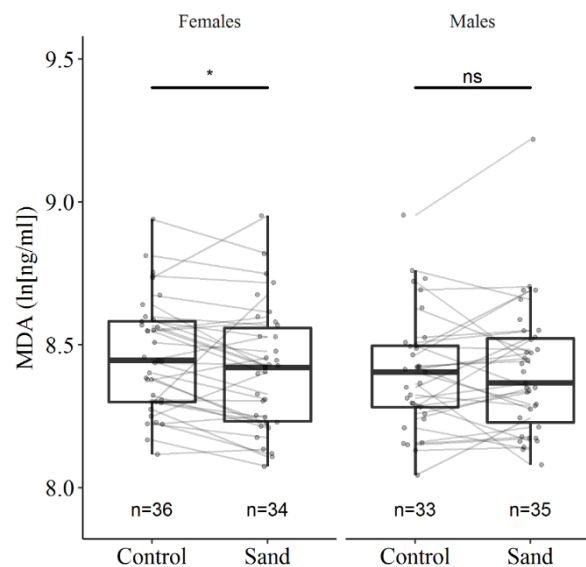 Females Males
9.5
9.0
8.5
8.0
MDA (ln[ng/ml])
* ns
n=36 n=34 n=33 n=35
Control Sand Control Sand